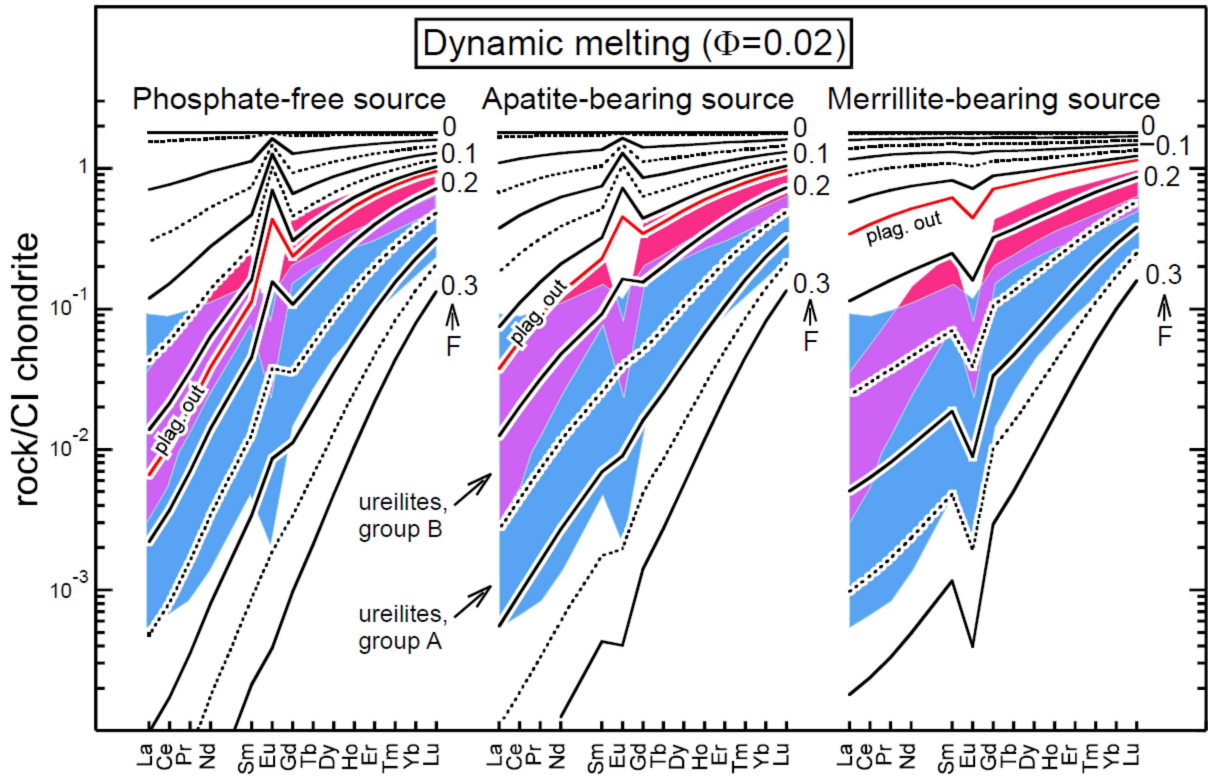 Dynamic melting (Φ=0.02)
Phosphate-free source
Apatite-bearing source
Merrillite-bearing source
rock/CI chondrite
1
10⁻¹
10⁻²
10⁻³
0
0.1
0.2
0.3
F
plag. out
0
0.1
0.2
0.3
F
plag. out
0
0.1
0.2
0.3
F
plag. out
ureilites,
group B
ureilites,
group A
La Ce Pr Nd Sm Eu Gd Tb Dy Ho Er Tm Yb Lu
La Ce Pr Nd Sm Eu Gd Tb Dy Ho Er Tm Yb Lu
La Ce Pr Nd Sm Eu Gd Tb Dy Ho Er Tm Yb Lu